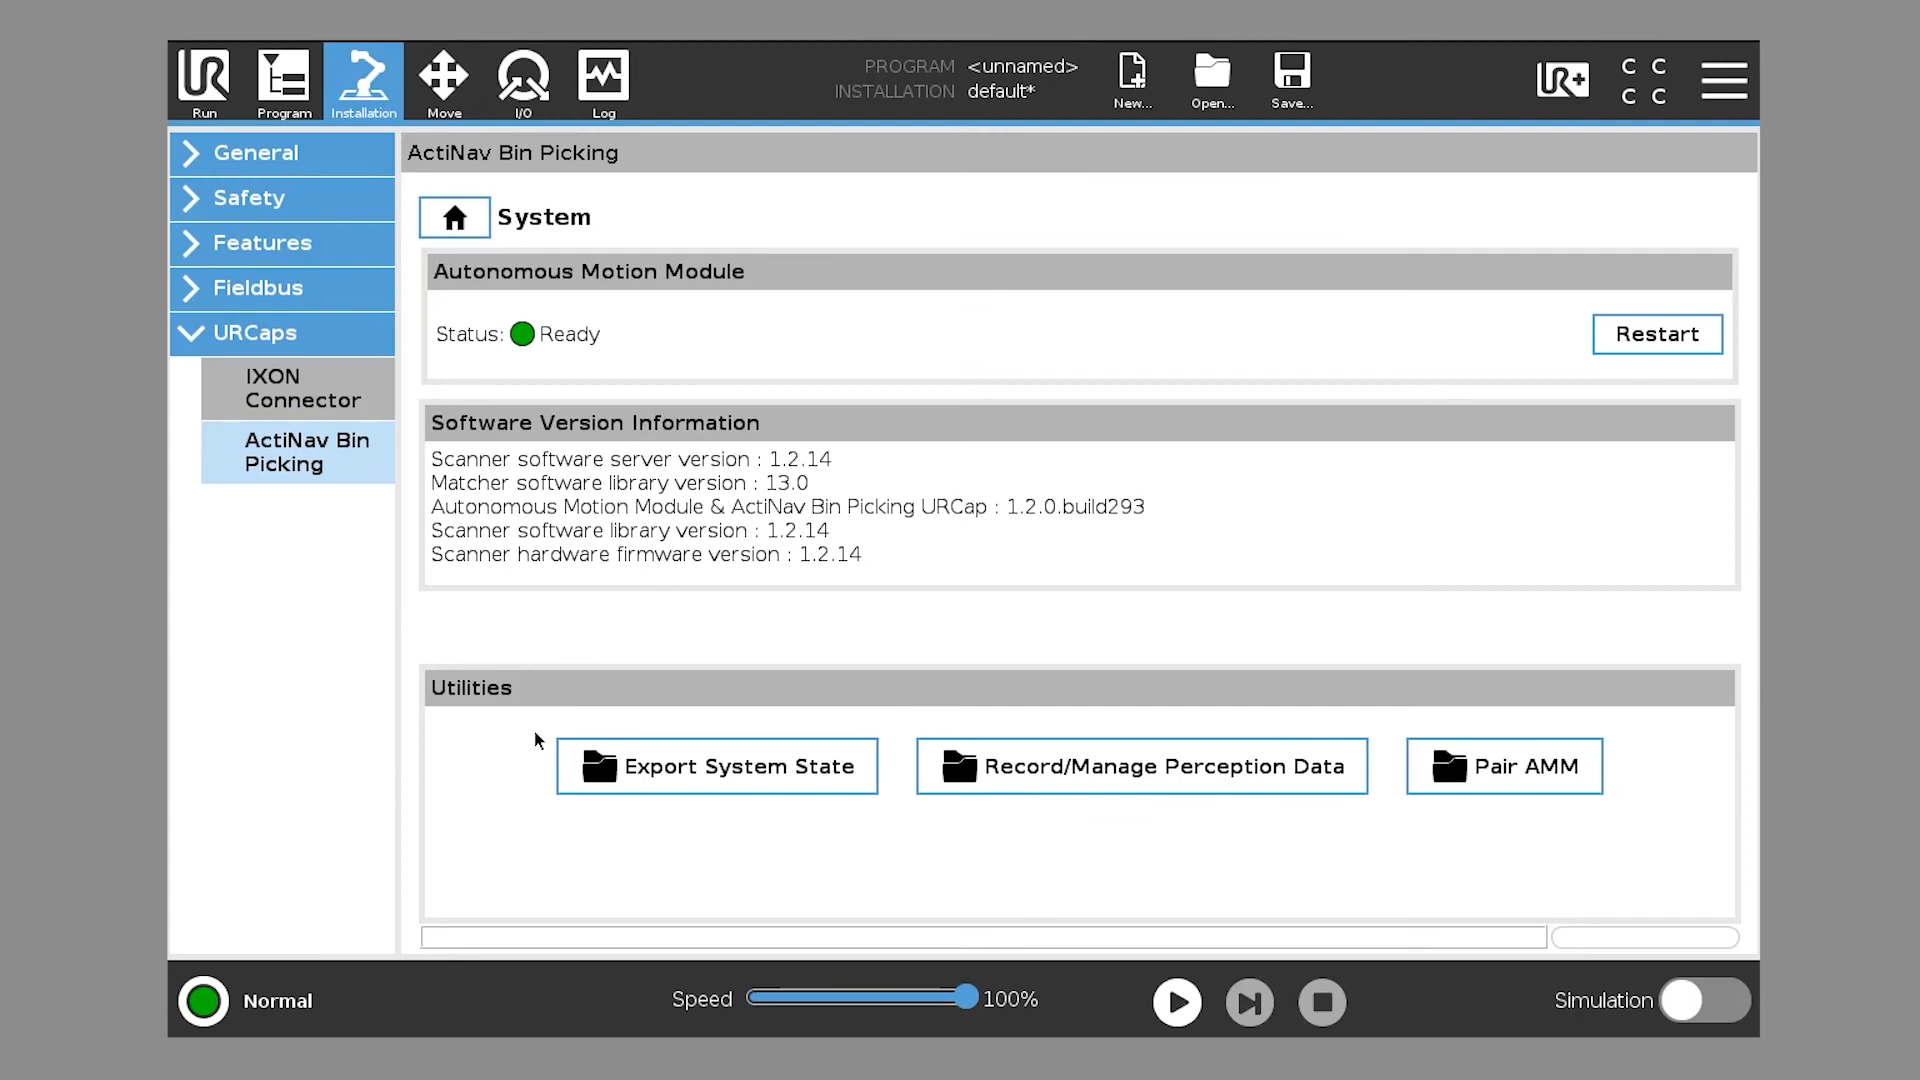 Run
Program
Installation
Move
I/O
Log
PROGRAM <unnamed>
INSTALLATION default*
New...
Open...
Save...
UR+
C C
C C
General
Safety
Features
Fieldbus
URCaps
IXON
Connector
ActiNav Bin
Picking
ActiNav Bin Picking
System
Autonomous Motion Module
Status: Ready
Restart
Software Version Information
Scanner software server version : 1.2.14
Matcher software library version : 13.0
Autonomous Motion Module & ActiNav Bin Picking URCap : 1.2.0.build293
Scanner software library version : 1.2.14
Scanner hardware firmware version : 1.2.14
Utilities
Export System State
Record/Manage Perception Data
Pair AMM
Normal
Speed 100%
Simulation